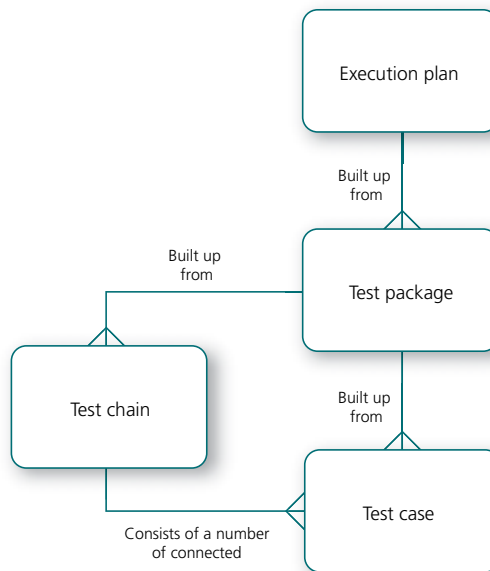 Execution plan
Built up
from
Built up
from
Test package
Test chain
Built up
from
Test case
Consists of a number
of connected